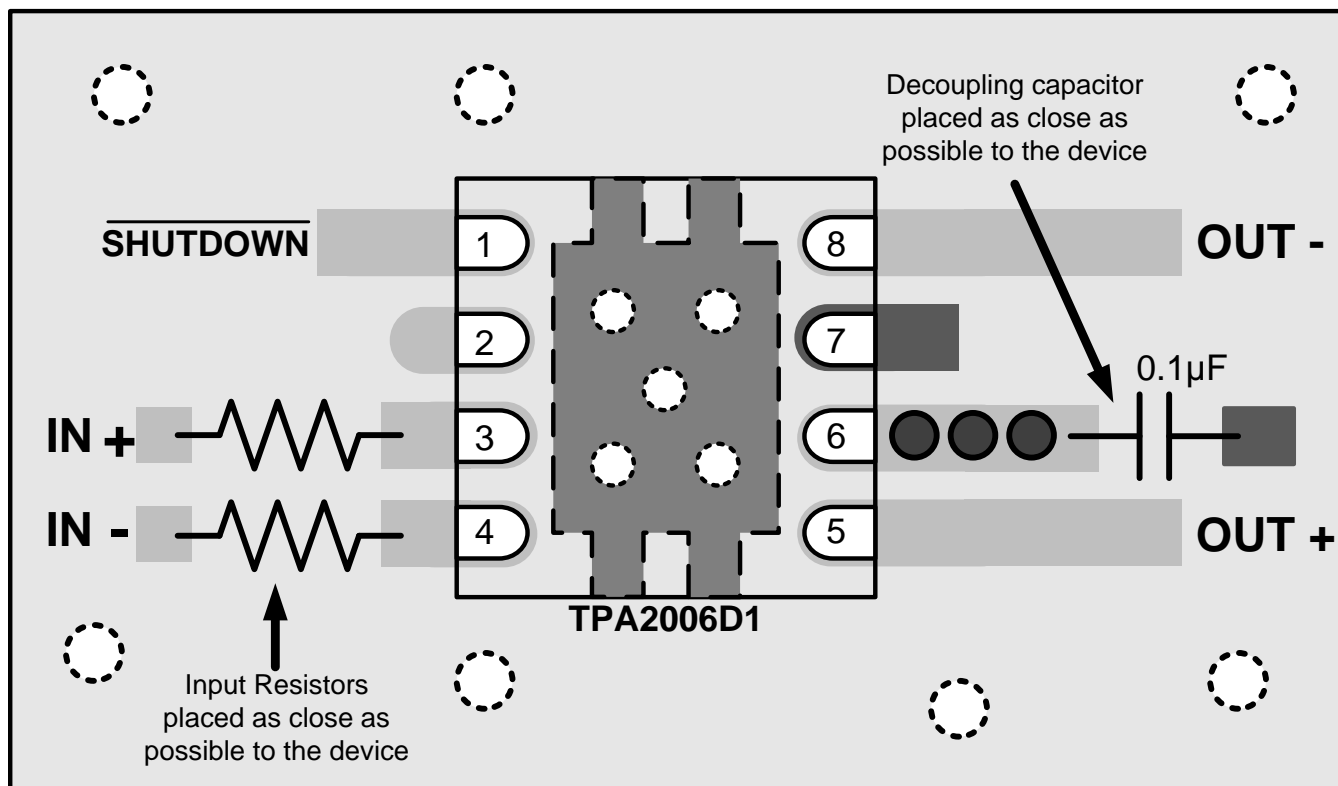 Decoupling capacitor
placed as close as
possible to the device
SHUTDOWN
1
8
OUT -
2
7
0.1µF
IN +
3
6
IN -
4
5
OUT +
TPA2006D1
Input Resistors
placed as close as
possible to the device